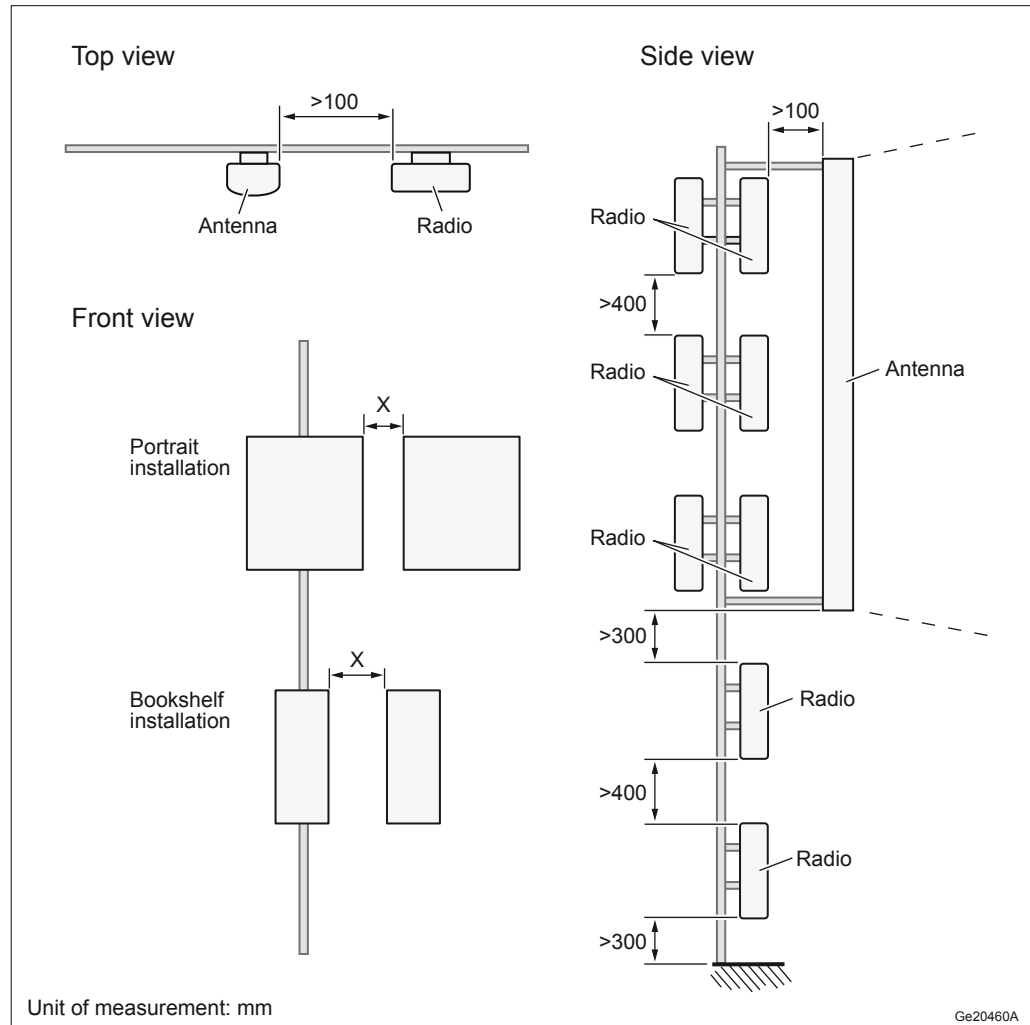 Top view
>100
Antenna
Radio
Front view
X
Portrait
installation
X
Bookshelf
installation
Side view
>100
Radio
>400
Radio
Antenna
Radio
>300
Radio
>400
Radio
>300
Unit of measurement: mm
Ge20460A